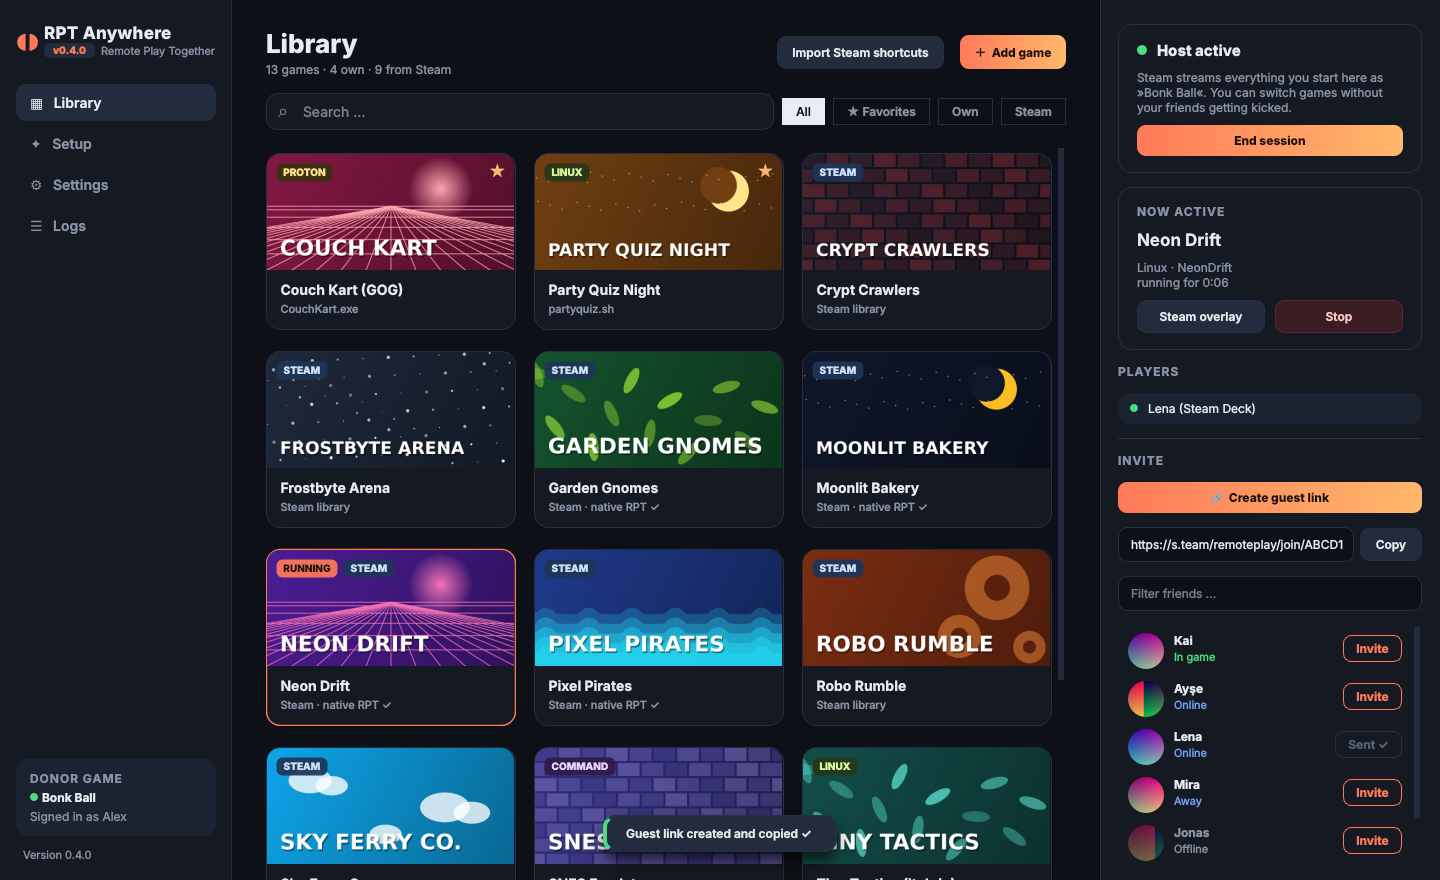 RPT Anywhere
v0.4.0 Remote Play Together
Library
Setup
Settings
Logs
DONOR GAME
Bonk Ball
Signed in as Alex
Version 0.4.0
Library
13 games · 4 own · 9 from Steam
Import Steam shortcuts
+ Add game
Search ...
All
★ Favorites
Own
Steam
PROTON
COUCH KART
Couch Kart (GOG)
CouchKart.exe
LINUX
PARTY QUIZ NIGHT
Party Quiz Night
partyquiz.sh
STEAM
CRYPT CRAWLERS
Crypt Crawlers
Steam library
STEAM
FROSTBYTE ARENA
Frostbyte Arena
Steam library
STEAM
GARDEN GNOMES
Garden Gnomes
Steam · native RPT ✓
STEAM
MOONLIT BAKERY
Moonlit Bakery
Steam · native RPT ✓
RUNNING STEAM
NEON DRIFT
Neon Drift
Steam · native RPT ✓
STEAM
PIXEL PIRATES
Pixel Pirates
Steam · native RPT ✓
STEAM
ROBO RUMBLE
Robo Rumble
Steam library
STEAM
SKY FERRY CO.
COMMAND
SNES
LINUX
TACTICS
Guest link created and copied ✓
Host active
Steam streams everything you start here as
»Bonk Ball«. You can switch games without
your friends getting kicked.
End session
NOW ACTIVE
Neon Drift
Linux · NeonDrift
running for 0:06
Steam overlay
Stop
PLAYERS
Lena (Steam Deck)
INVITE
Create guest link
https://s.team/remoteplay/join/ABCD1
Copy
Filter friends ...
Kai
In game
Invite
Ayşe
Online
Invite
Lena
Online
Sent ✓
Mira
Away
Invite
Jonas
Offline
Invite